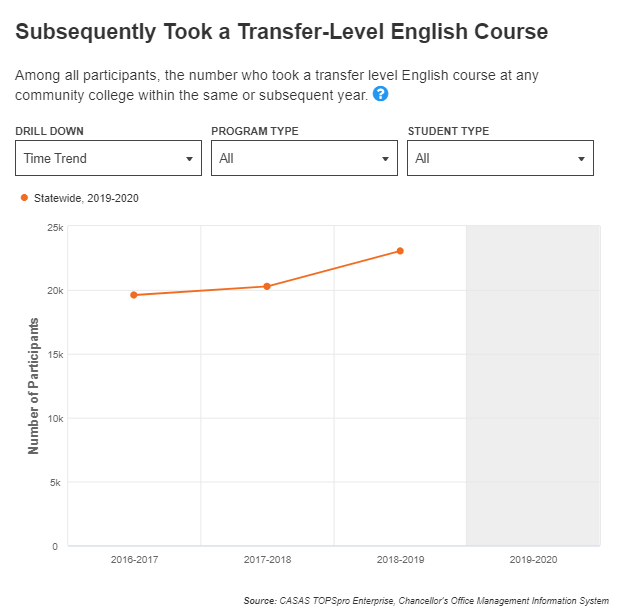 Subsequently Took a Transfer-Level English Course
Among all participants, the number who took a transfer level English course at any
community college within the same or subsequent year. ?
DRILL DOWN PROGRAM TYPE STUDENT TYPE
Time Trend All All
Statewide, 2019-2020
25k
20k
15k
10k
5k
0
Number of Participants
2016-2017 2017-2018 2018-2019 2019-2020
Source: CASAS TOPSpro Enterprise, Chancellor's Office Management Information System